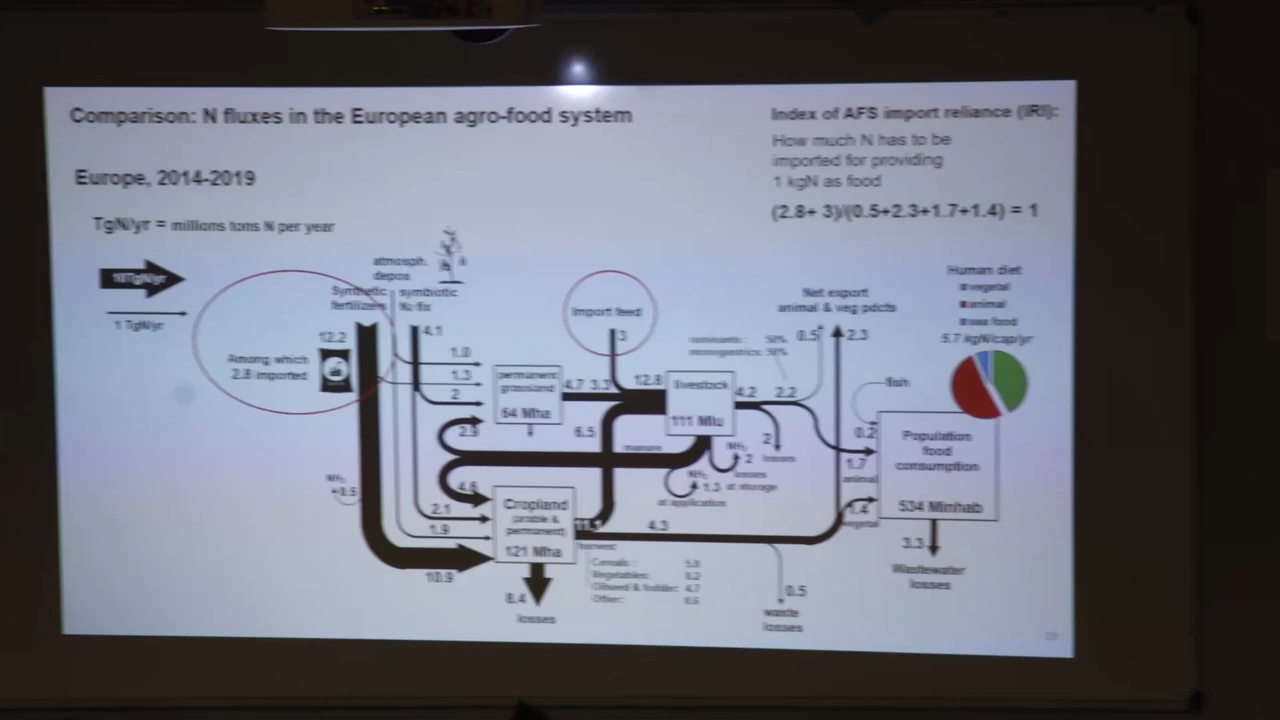 Comparison: N fluxes in the European agro-food system
Index of AFS import reliance (IRI):
How much N has to be
imported for providing
1 kgN as food
(2.8+ 3)/(0.5+2.3+1.7+1.4) = 1
Europe, 2014-2019
TgN/yr = millions tons N per year
10TgN/yr
1 TgN/yr
atmosph.
depos
Synthetic
fertilizers
symbiotic
N₂ fix
12.2
Among which
2.8 imported
4.1
1.0
1.3
2
Import feed
3
permanent
grassland
64 Mha
4.7
3.3
12.8
livestock
111 Mlu
ruminants : 50%
monogastrics: 50%
Net export
animal & veg pdcts
0.5
2.3
Human diet
vegetal
animal
sea food
5.7 kgN/cap/yr
4.2
2.2
fish
0.2
2.9
6.5
manure
NH₃
2
losses
at storage
2
losses
NH₃
1.3
at application
Population
food
consumption
534 Minhab
1.7
animal
1.4
vegetal
NH₃
4.6
2.1
1.9
Cropland
(arable &
permanent)
121 Mha
11.1
4.3
harvest
Cereals :
Vegetables:
Oilseed & fodder: 4.7
Other:
10.9
8.4
losses
0.5
waste
losses
3.3
Wastewater
losses